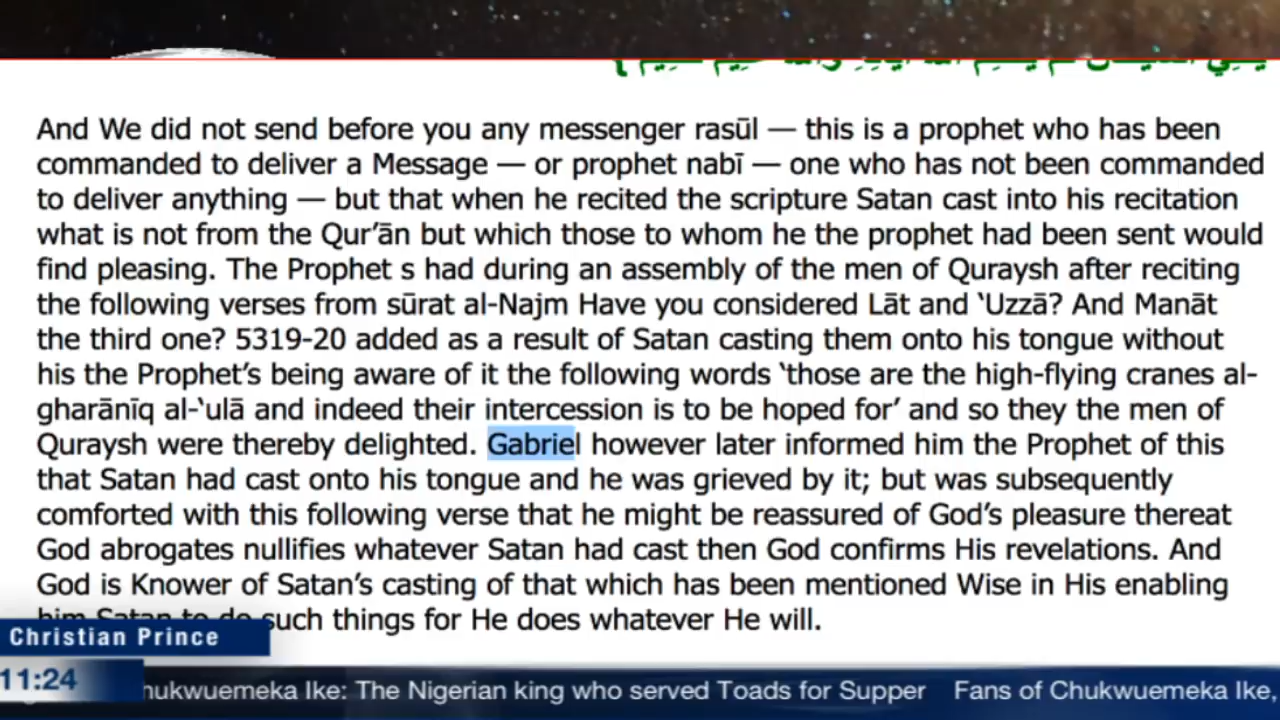 And We did not send before you any messenger rasūl — this is a prophet who has been
commanded to deliver a Message — or prophet nabī — one who has not been commanded
to deliver anything — but that when he recited the scripture Satan cast into his recitation
what is not from the Qur’ān but which those to whom he the prophet had been sent would
find pleasing. The Prophet s had during an assembly of the men of Quraysh after reciting
the following verses from sūrat al-Najm Have you considered Lāt and ‘Uzzā? And Manāt
the third one? 5319-20 added as a result of Satan casting them onto his tongue without
his the Prophet’s being aware of it the following words ‘those are the high-flying cranes al-
gharānīq al-‘ulā and indeed their intercession is to be hoped for’ and so they the men of
Quraysh were thereby delighted. Gabriel however later informed him the Prophet of this
that Satan had cast onto his tongue and he was grieved by it; but was subsequently
comforted with this following verse that he might be reassured of God’s pleasure thereat
God abrogates nullifies whatever Satan had cast then God confirms His revelations. And
God is Knower of Satan’s casting of that which has been mentioned Wise in His enabling
him Satan to do such things for He does whatever He will.
Christian Prince
11:24
hukwuemeka Ike: The Nigerian king who served Toads for Supper Fans of Chukwuemeka Ike,